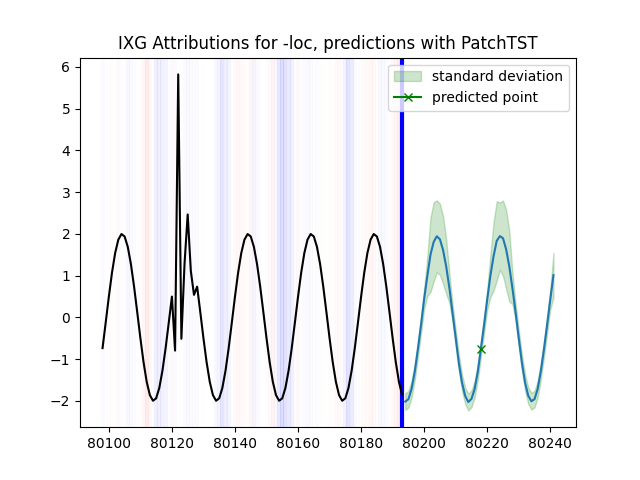 IXG Attributions for -loc, predictions with PatchTST
standard deviation
predicted point
6
5
4
3
2
1
0
−1
−2
80100 80120 80140 80160 80180 80200 80220 80240